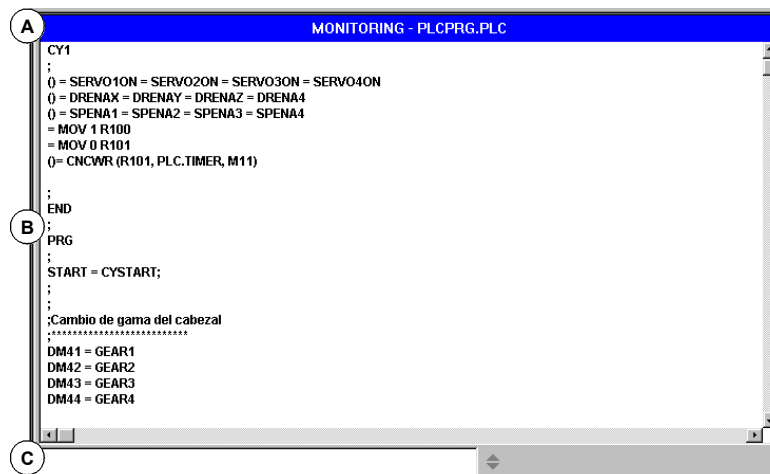 A
MONITORING - PLCPRG.PLC
CY1
;
() = SERVO1ON = SERVO2ON = SERVO3ON = SERVO4ON
() = DRENAX = DRENAY = DRENAZ = DRENA4
() = SPENA1 = SPENA2 = SPENA3 = SPENA4
= MOV 1 R100
= MOV 0 R101
()= CNCWR (R101, PLC.TIMER, M11)
;
END
B
;
PRG
;
START = CYSTART;
;
;
;Cambio de gama del cabezal
;**************************
DM41 = GEAR1
DM42 = GEAR2
DM43 = GEAR3
DM44 = GEAR4
C